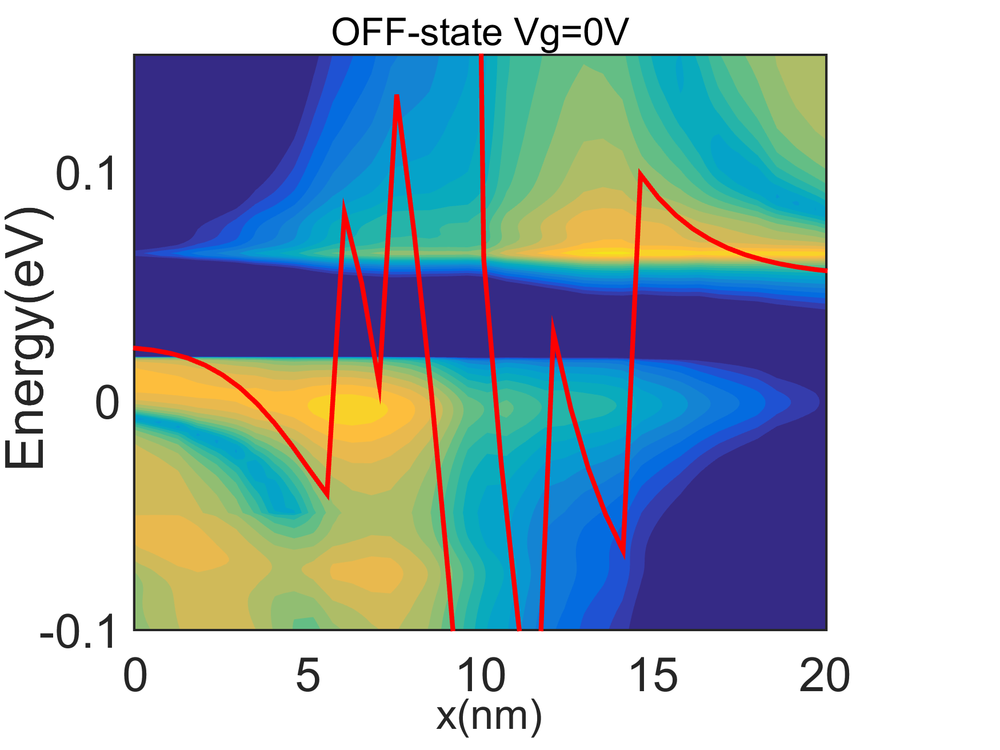 OFF-state Vg=0V
0.1
0
-0.1
Energy(eV)
0 5 10 15 20
x(nm)